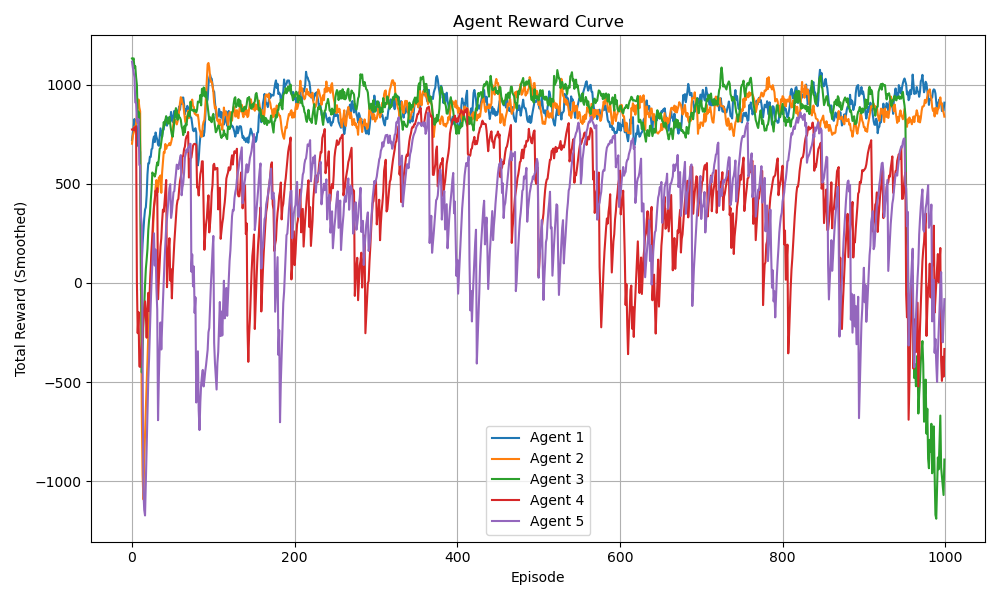 Agent Reward Curve
Total Reward (Smoothed)
1000
500
0
−500
−1000
Agent 1
Agent 2
Agent 3
Agent 4
Agent 5
0 200 400 600 800 1000
Episode